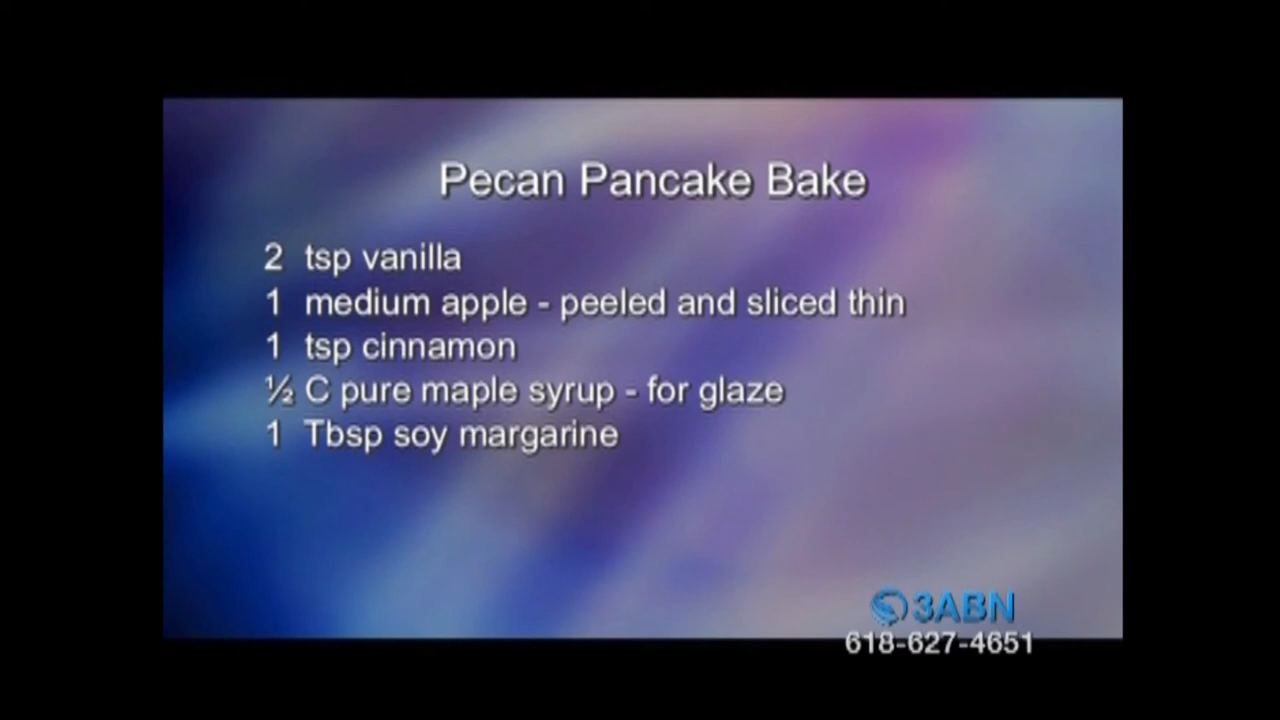 Pecan Pancake Bake
2 tsp vanilla
1 medium apple - peeled and sliced thin
1 tsp cinnamon
½ C pure maple syrup - for glaze
1 Tbsp soy margarine
3ABN
618-627-4651